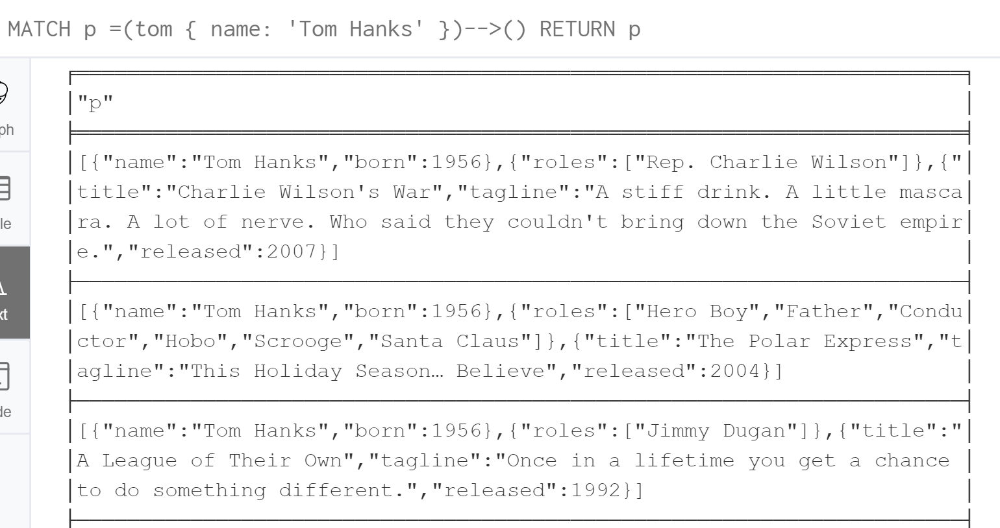 MATCH p =(tom { name: 'Tom Hanks' })-->() RETURN p
"p"
ph
[{"name":"Tom Hanks","born":1956},{"roles":["Rep. Charlie Wilson"]},{"
title":"Charlie Wilson's War","tagline":"A stiff drink. A little masca
le
ra. A lot of nerve. Who said they couldn't bring down the Soviet empir
e.","released":2007}]
xt
[{"name":"Tom Hanks","born":1956},{"roles":["Hero Boy","Father","Condu
ctor","Hobo","Scrooge","Santa Claus"]},{"title":"The Polar Express","t
agline":"This Holiday Season… Believe","released":2004}]
de
[{"name":"Tom Hanks","born":1956},{"roles":["Jimmy Dugan"]},{"title":"
A League of Their Own","tagline":"Once in a lifetime you get a chance
to do something different.","released":1992}]